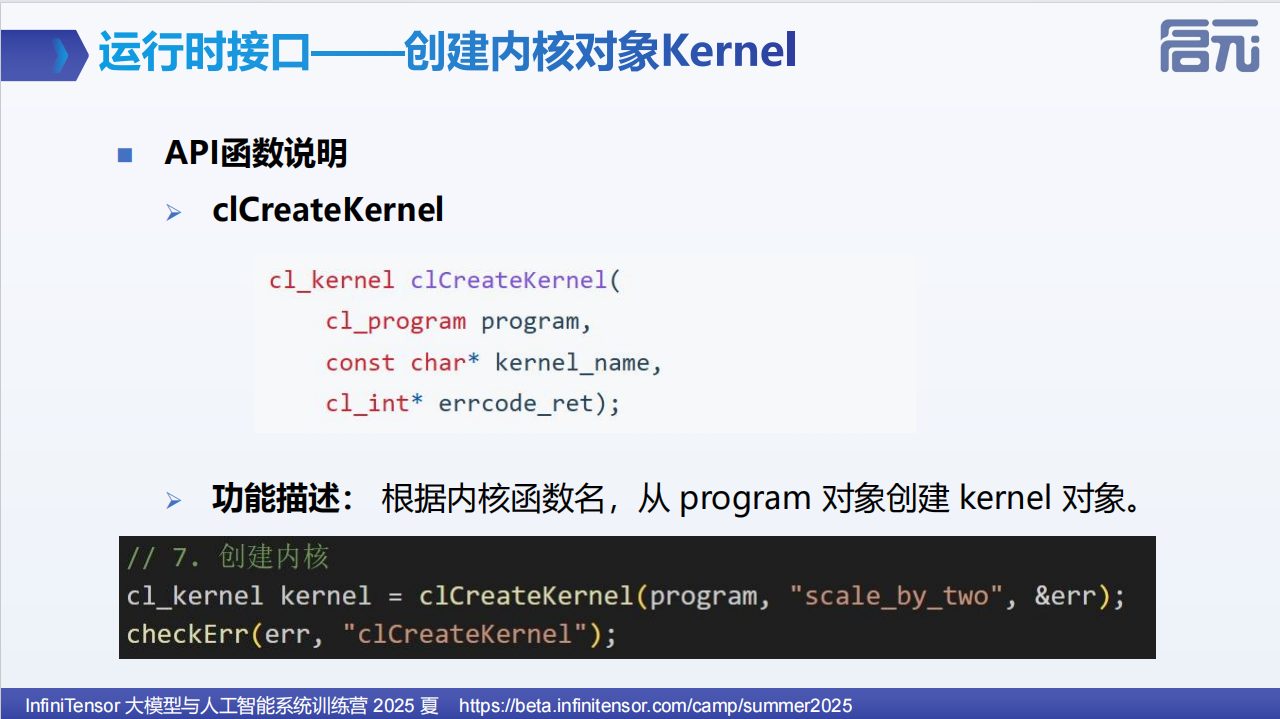 运行时接口——创建内核对象Kernel
启元
API函数说明
clCreateKernel
cl_kernel clCreateKernel(
cl_program program,
const char* kernel_name,
cl_int* errcode_ret);
功能描述： 根据内核函数名，从 program 对象创建 kernel 对象。
// 7. 创建内核
cl_kernel kernel = clCreateKernel(program, "scale_by_two", &err);
checkErr(err, "clCreateKernel");
InfiniTensor 大模型与人工智能系统训练营 2025 夏 https://beta.infinitensor.com/camp/summer2025